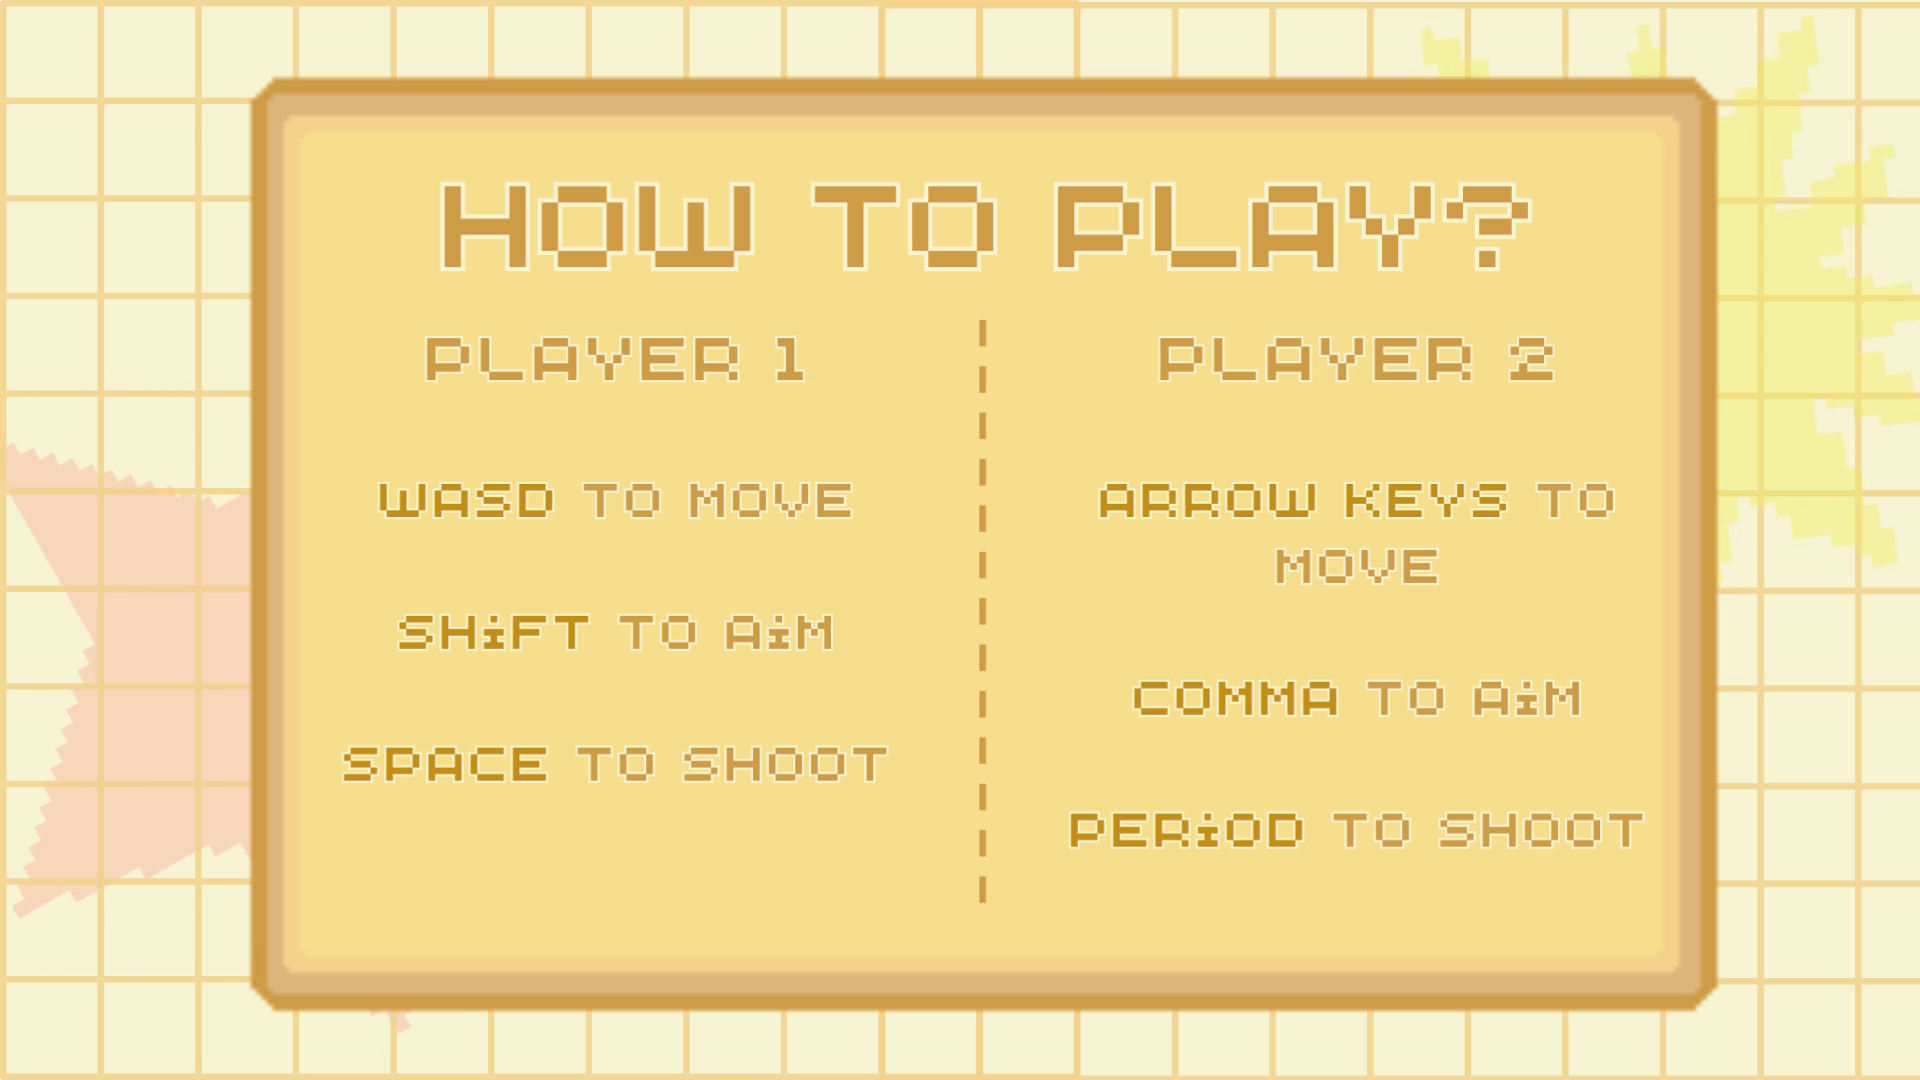 HOW TO PLAY?
PLAYER 1
WASD TO MOVE
SHiFT TO AiM
SPACE TO SHOOT
PLAYER 2
ARROW KEYS TO
MOVE
COMMA TO AiM
PERiOD TO SHOOT